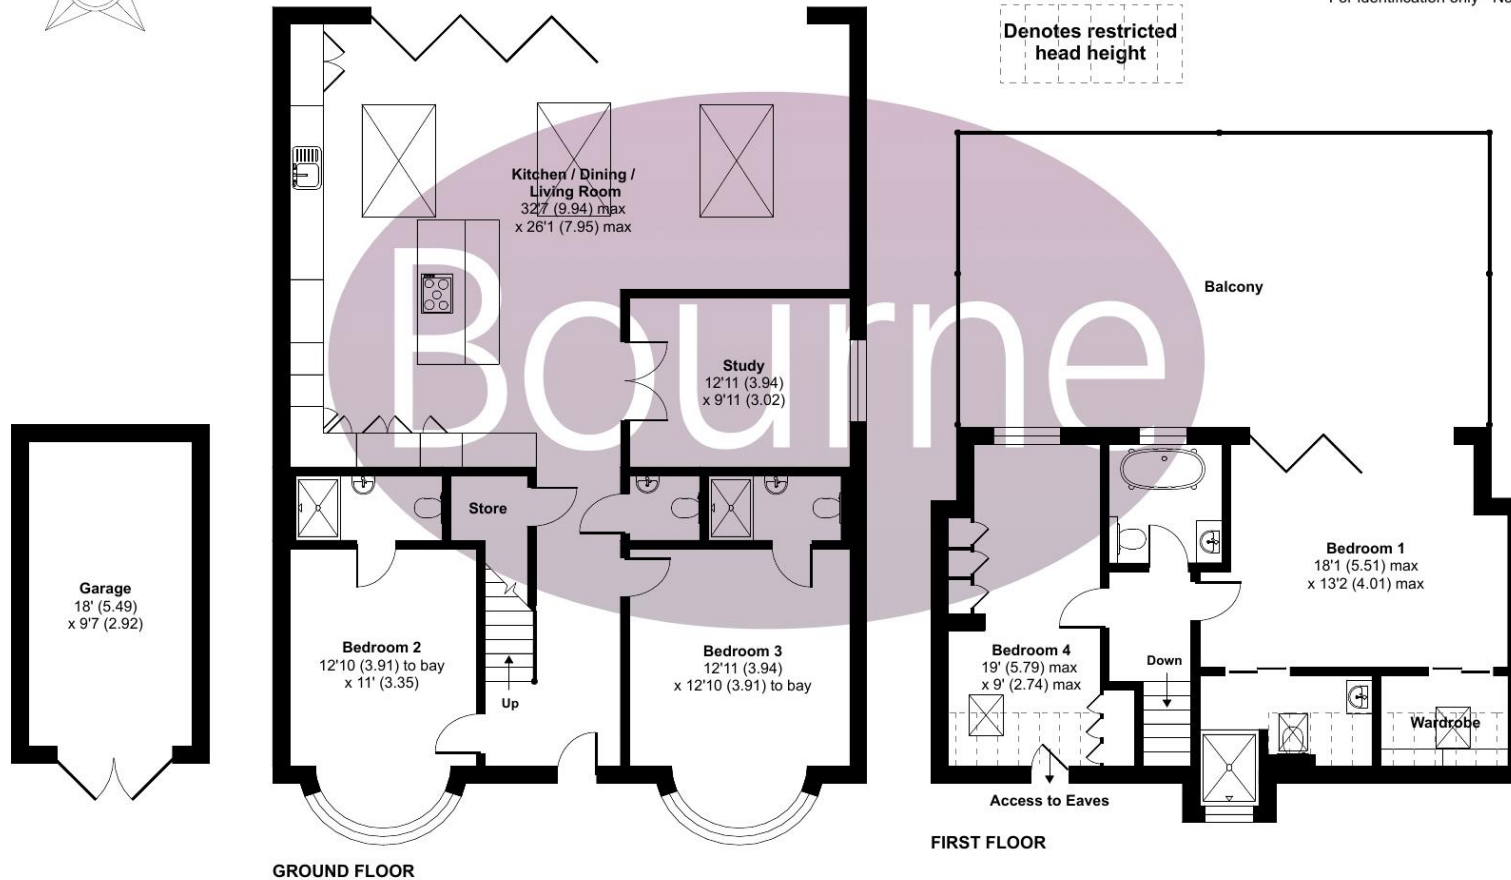 For identification only - No
Denotes restricted
head height
Kitchen / Dining /
Living Room
32'7 (9.94) max
x 26'1 (7.95) max
Balcony
Bourne
Study
12'11 (3.94)
x 9'11 (3.02)
Store
Garage
18' (5.49)
x 9'7 (2.92)
Bedroom 2
12'10 (3.91) to bay
x 11' (3.35)
Up
Bedroom 3
12'11 (3.94)
x 12'10 (3.91) to bay
Bedroom 1
18'1 (5.51) max
x 13'2 (4.01) max
Bedroom 4
19' (5.79) max
x 9' (2.74) max
Down
Wardrobe
Access to Eaves
FIRST FLOOR
GROUND FLOOR